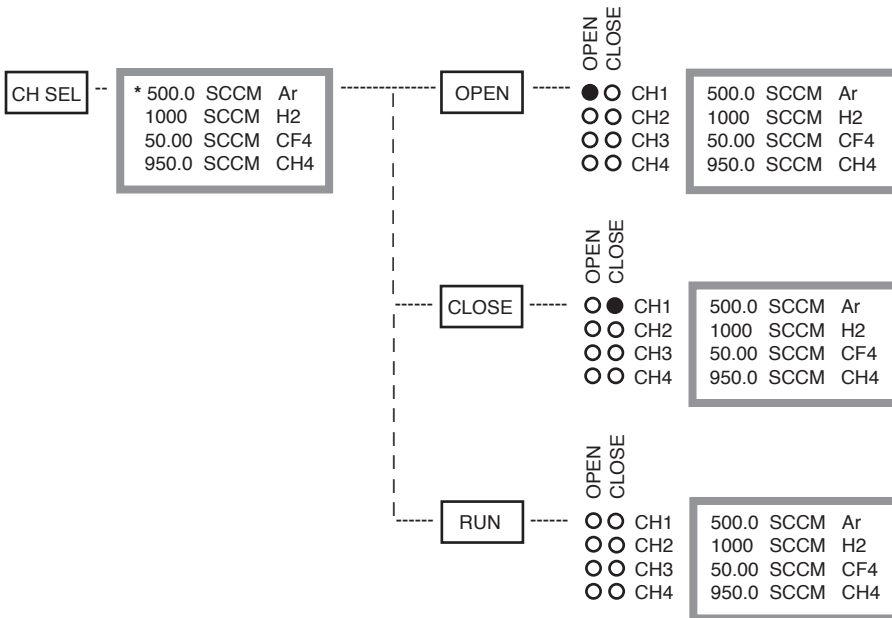 CH SEL
* 500.0 SCCM Ar
1000 SCCM H2
50.00 SCCM CF4
950.0 SCCM CH4
OPEN
OPEN
CLOSE
CH1
CH2
CH3
CH4
500.0 SCCM Ar
1000 SCCM H2
50.00 SCCM CF4
950.0 SCCM CH4
CLOSE
OPEN
CLOSE
CH1
CH2
CH3
CH4
500.0 SCCM Ar
1000 SCCM H2
50.00 SCCM CF4
950.0 SCCM CH4
RUN
OPEN
CLOSE
CH1
CH2
CH3
CH4
500.0 SCCM Ar
1000 SCCM H2
50.00 SCCM CF4
950.0 SCCM CH4